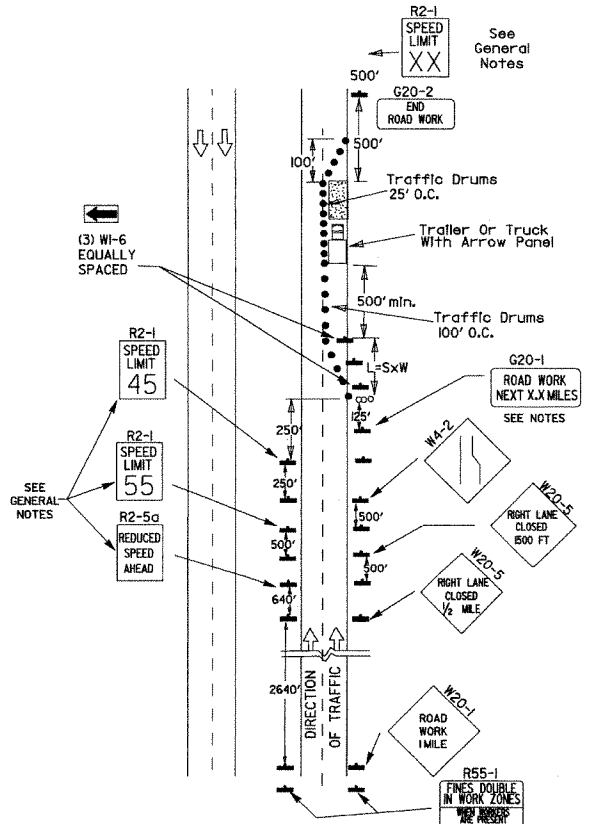 R2-1
SPEED
LIMIT
XX
See
General
Notes
500'
G20-2
END
ROAD WORK
500'
100'
Traffic Drums
25' O.C.
Trailer Or Truck
With Arrow Panel
(3) W1-6
EQUALLY
SPACED
500' min.
Traffic Drums
100' O.C.
R2-1
SPEED
LIMIT
45
L=SxW
G20-1
ROAD WORK
NEXT X.X MILES
SEE NOTES
125'
250'
W4-2
R2-1
SPEED
LIMIT
55
250'
500'
W20-5
RIGHT LANE
CLOSED
1500 FT
SEE
GENERAL
NOTES
R2-5a
REDUCED
SPEED
AHEAD
500'
500'
W20-5
RIGHT LANE
CLOSED
1/2 MILE
640'
2640'
DIRECTION
OF TRAFFIC
W20-1
ROAD
WORK
1 MILE
R55-1
FINES DOUBLE
IN WORK ZONES
WHEN WORKERS
ARE PRESENT